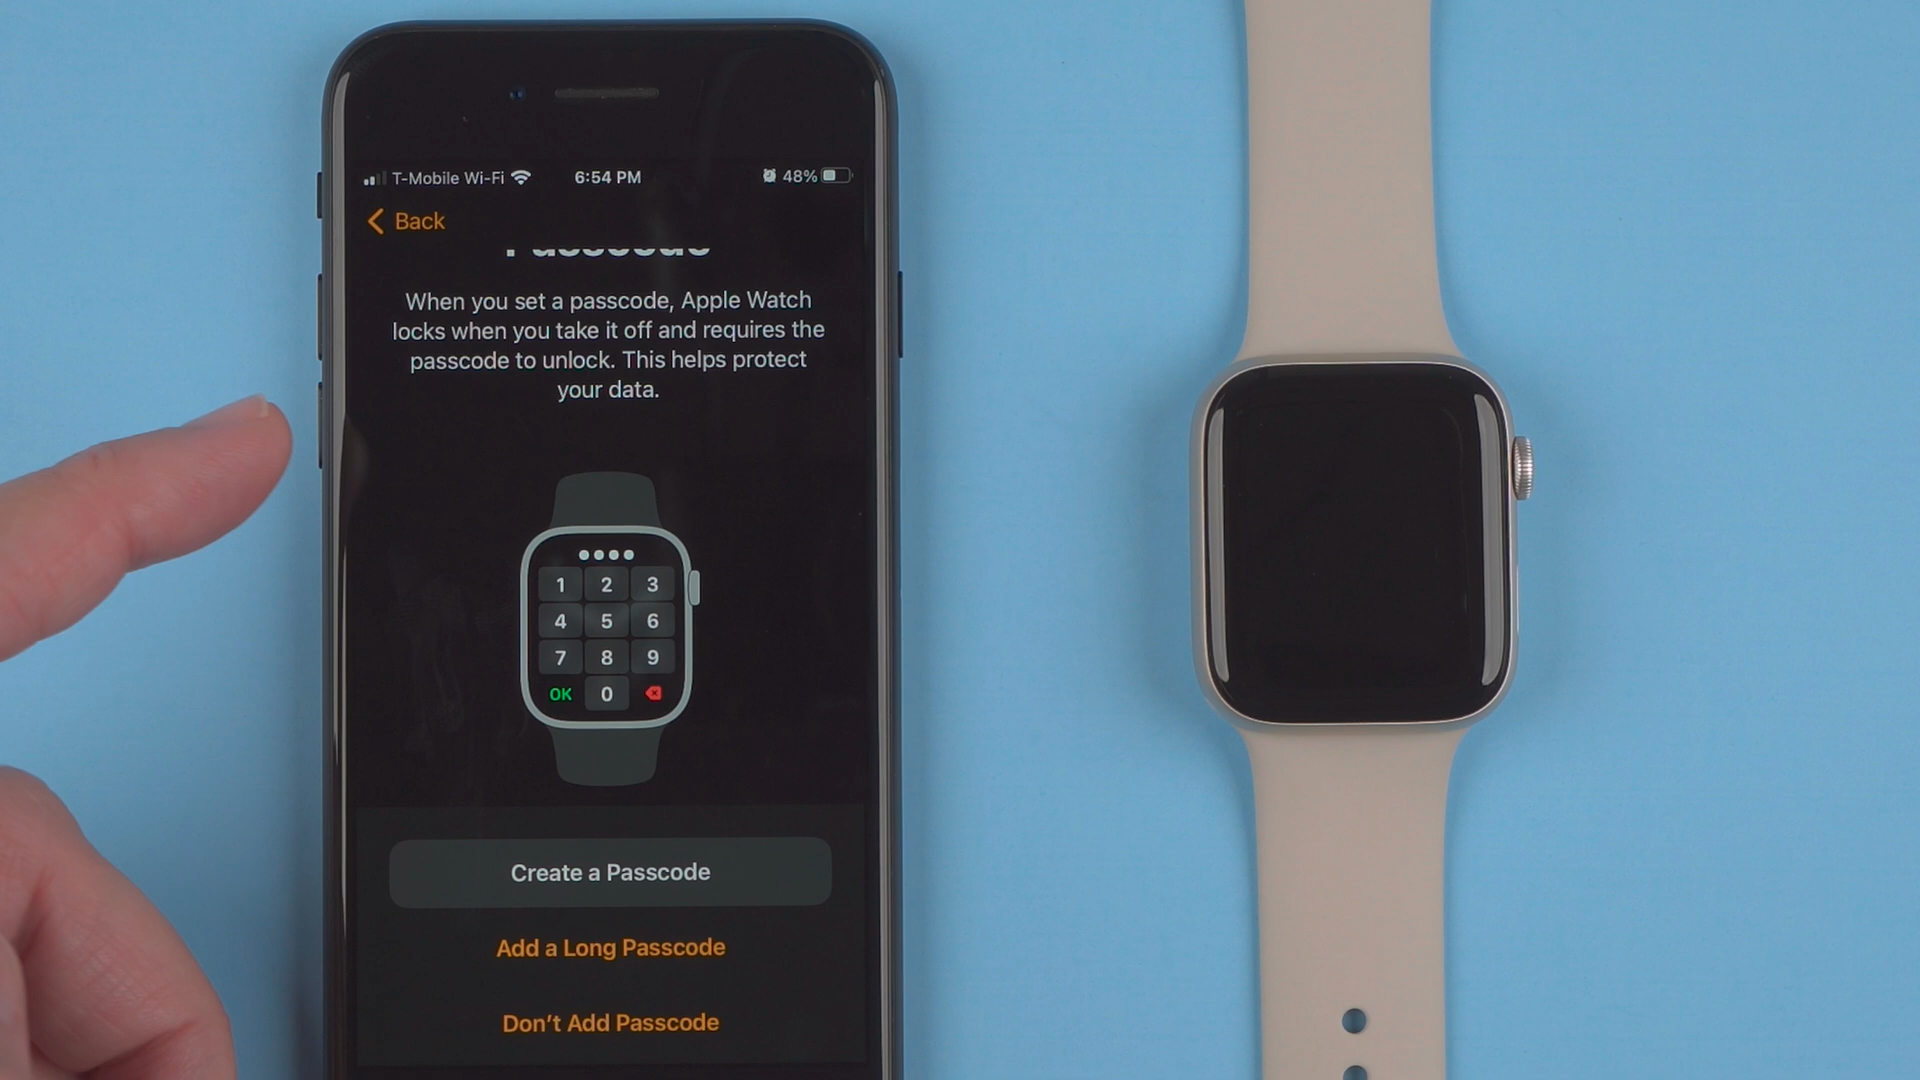 T-Mobile Wi-Fi 6:54 PM 48%
Back
Passcode
When you set a passcode, Apple Watch
locks when you take it off and requires the
passcode to unlock. This helps protect
your data.
1 2 3
4 5 6
7 8 9
OK 0
Create a Passcode
Add a Long Passcode
Don't Add Passcode